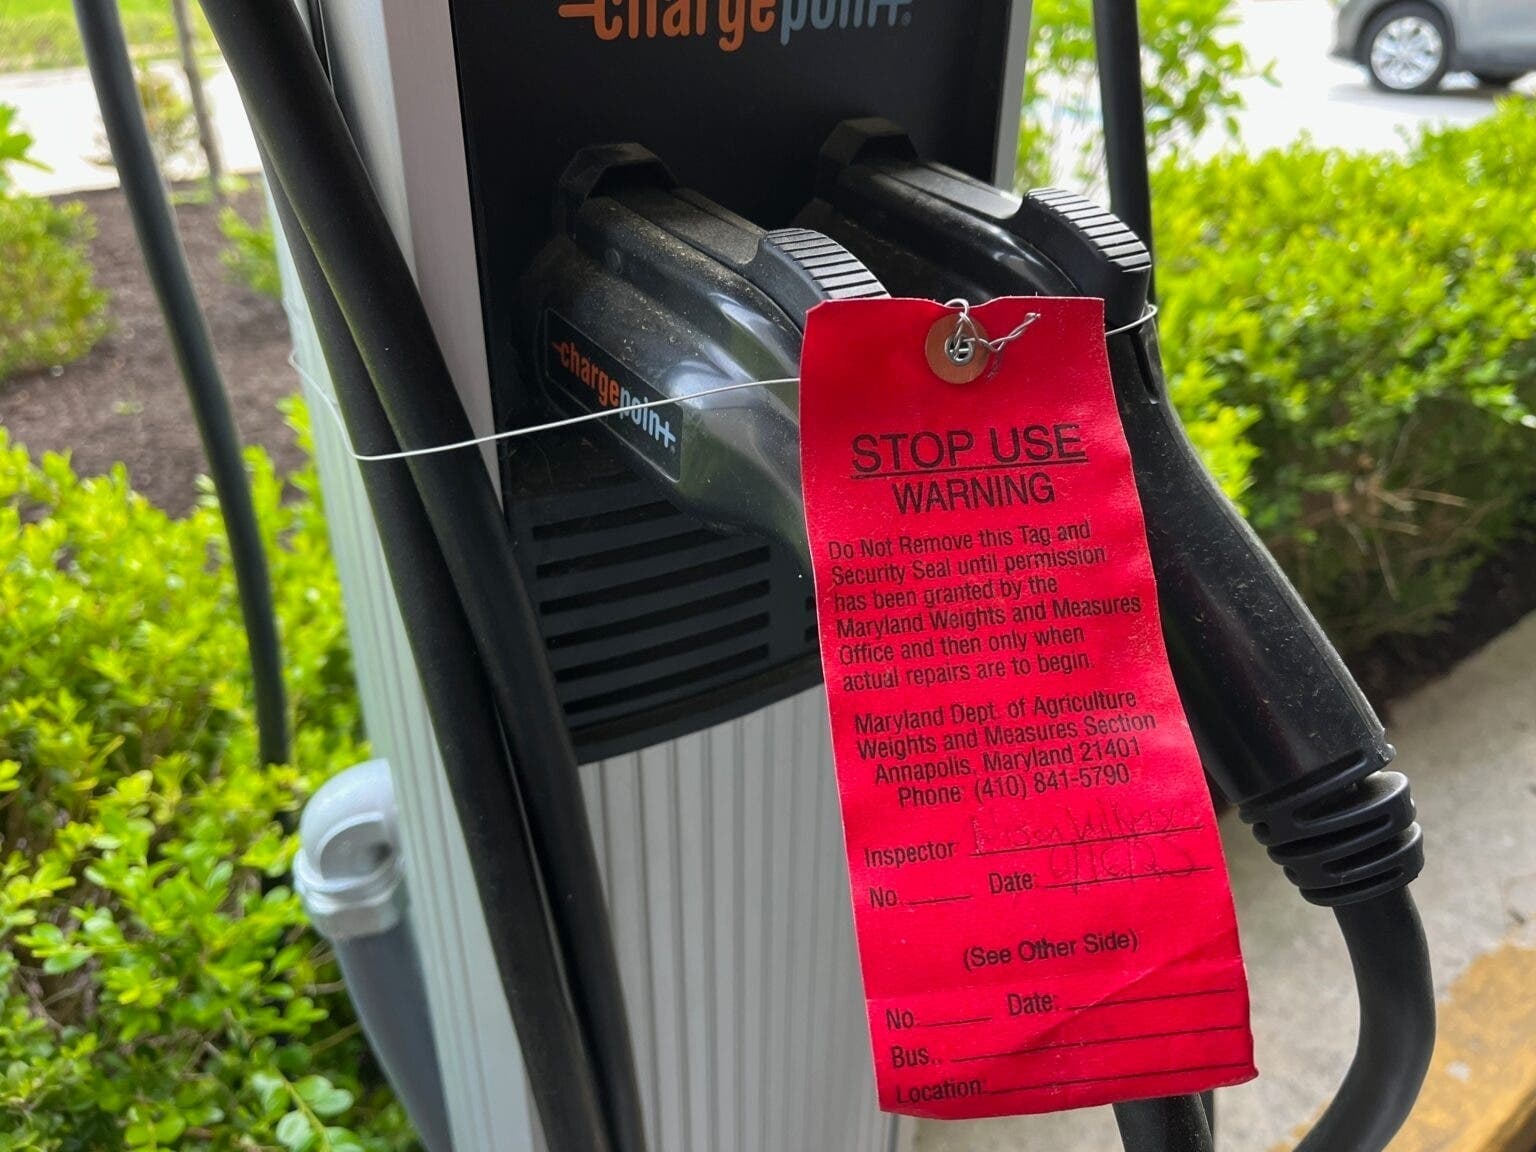 chargepoint
chargepoint
STOP USE
WARNING
Do Not Remove this Tag and
Security Seal until permission
has been granted by the
Maryland Weights and Measures
Office and then only when
actual repairs are to begin.
Maryland Dept. of Agriculture
Weights and Measures Section
Annapolis, Maryland 21401
Phone (410) 841-5790
Inspector
No. Date:
(See Other Side)
No. Date:
Bus.
Location: